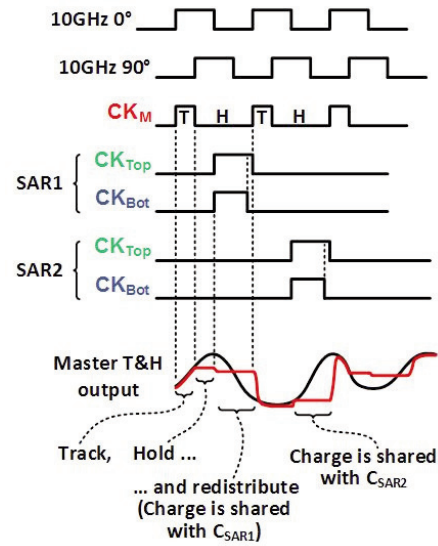 10GHz 0°
10GHz 90°
CKM T H T H
SAR1
CKTop
CKBot
SAR2
CKTop
CKBot
Master T&H
output
Track, Hold ...
... and redistribute
(Charge is shared
with CSAR1)
Charge is shared
with CSAR2